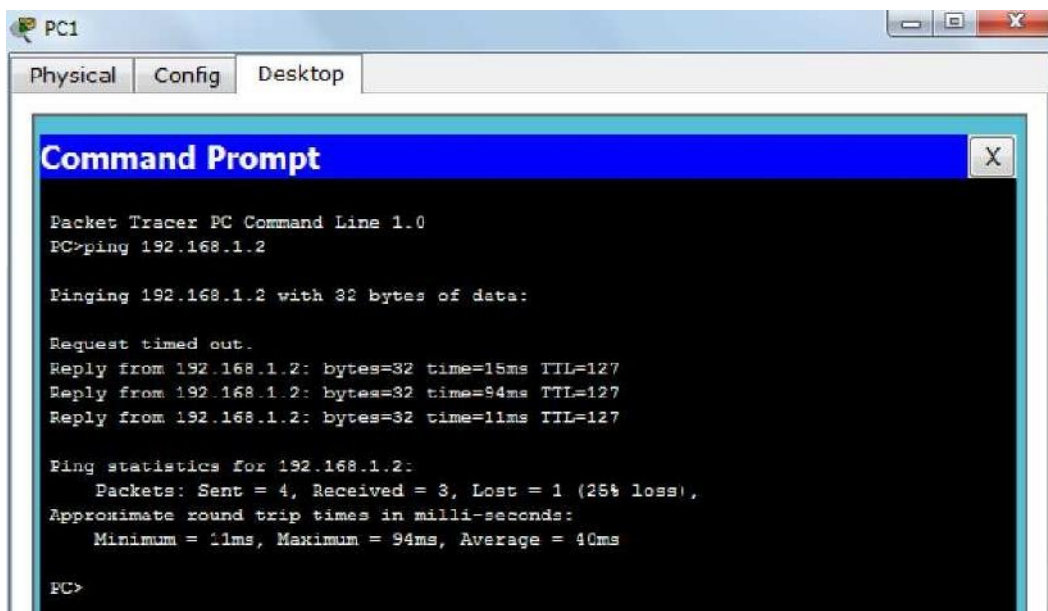 PC1
Physical Config Desktop
Command Prompt X
Packet Tracer PC Command Line 1.0
PC>ping 192.168.1.2
Pinging 192.168.1.2 with 32 bytes of data:
Request timed out.
Reply from 192.168.1.2: bytes=32 time=15ms TTL=127
Reply from 192.168.1.2: bytes=32 time=94ms TTL=127
Reply from 192.168.1.2: bytes=32 time=11ms TTL=127
Ping statistics for 192.168.1.2:
Packets: Sent = 4, Received = 3, Lost = 1 (25% loss),
Approximate round trip times in milli-seconds:
Minimum = 11ms, Maximum = 94ms, Average = 40ms
PC>